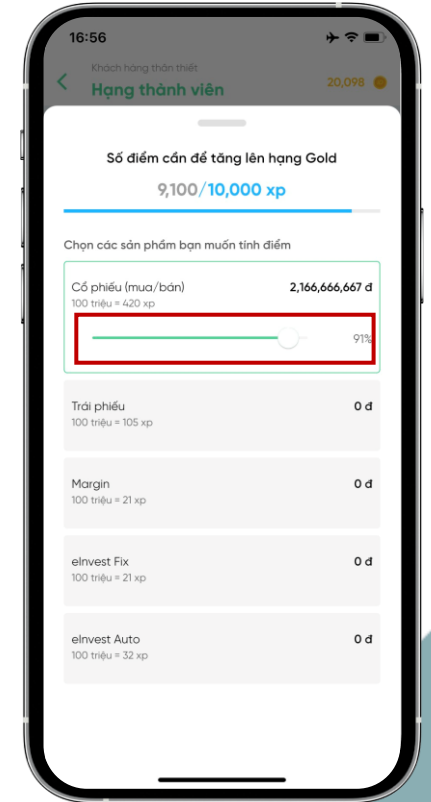 16:56
Khách hàng thân thiết
Hạng thành viên
20,098
Số điểm cần để tăng lên hạng Gold
9,100/10,000 xp
Chọn các sản phẩm bạn muốn tính điểm
Cổ phiếu (mua/bán) 2,166,666,667 đ
100 triệu = 420 xp
91%
Trái phiếu 0 đ
100 triệu = 105 xp
Margin 0 đ
100 triệu = 21 xp
eInvest Fix 0 đ
100 triệu = 21 xp
eInvest Auto 0 đ
100 triệu = 32 xp